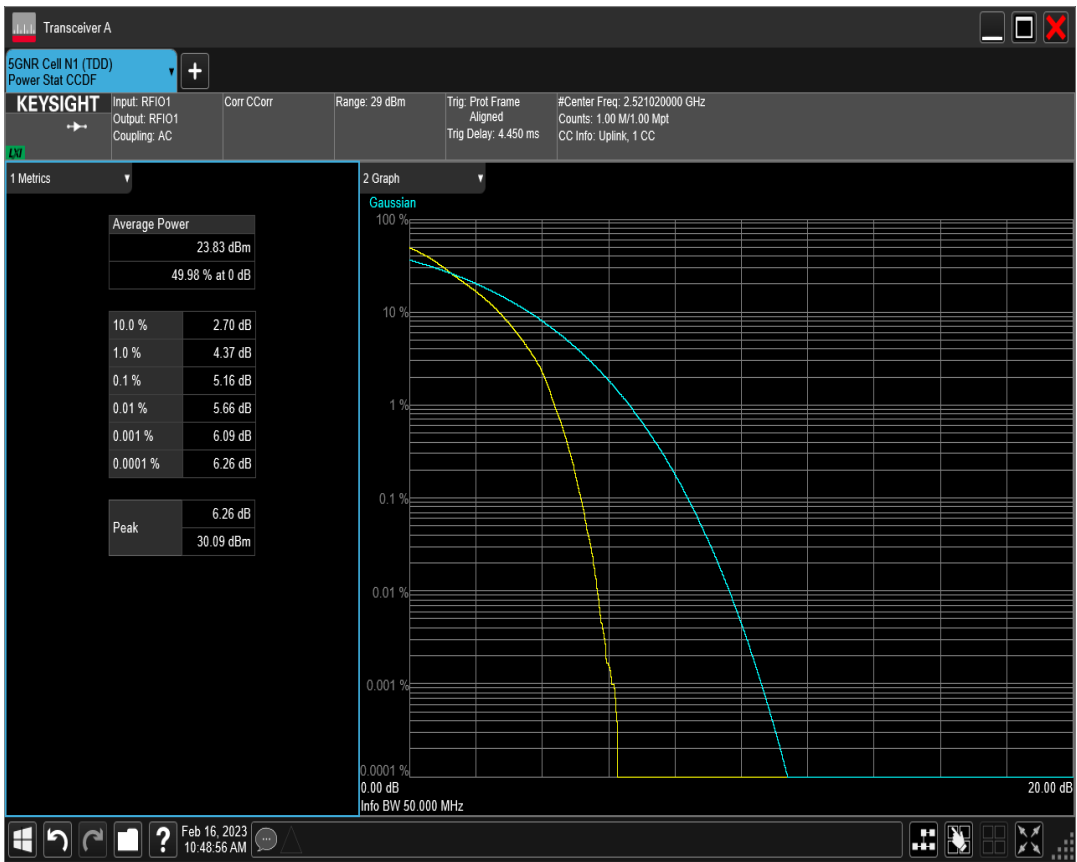 Transceiver A
5GNR Cell N1 (TDD)
Power Stat CCDF
+
KEYSIGHT
LXI
Input: RFIO1
Output: RFIO1
Coupling: AC
Corr CCorr
Range: 29 dBm
Trig: Prot Frame
Aligned
Trig Delay: 4.450 ms
#Center Freq: 2.521020000 GHz
Counts: 1.00 M/1.00 Mpt
CC Info: Uplink, 1 CC
1 Metrics
Average Power
23.83 dBm
49.98 % at 0 dB
10.0 % 2.70 dB
1.0 % 4.37 dB
0.1 % 5.16 dB
0.01 % 5.66 dB
0.001 % 6.09 dB
0.0001 % 6.26 dB
Peak
6.26 dB
30.09 dBm
2 Graph
Gaussian
100 %
10 %
1 %
0.1 %
0.01 %
0.001 %
0.0001 %
0.00 dB 20.00 dB
Info BW 50.000 MHz
?
Feb 16, 2023
10:48:56 AM